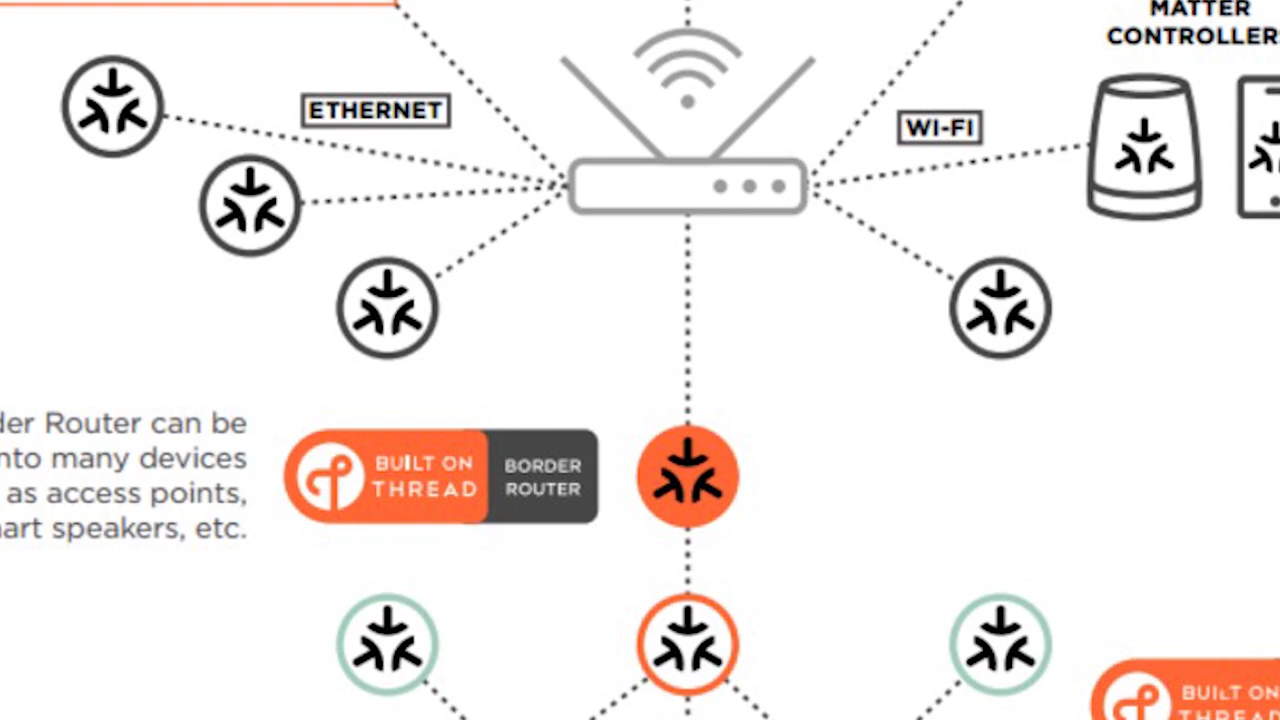 MATTER
CONTROLLERS
ETHERNET
WI-FI
der Router can be
nto many devices
as access points,
art speakers, etc.
BUILT ON
THREAD
BORDER
ROUTER
BUILT ON
THREAD